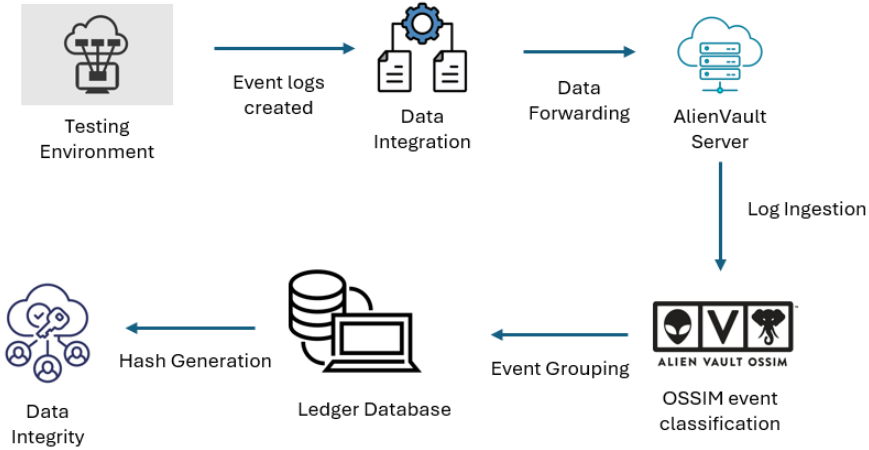 Testing
Environment
Event logs
created
Data
Integration
Data
Forwarding
AlienVault
Server
Log Ingestion
V
ALIEN VAULT OSSIM
OSSIM event
classification
Event Grouping
Ledger Database
Hash Generation
Data
Integrity